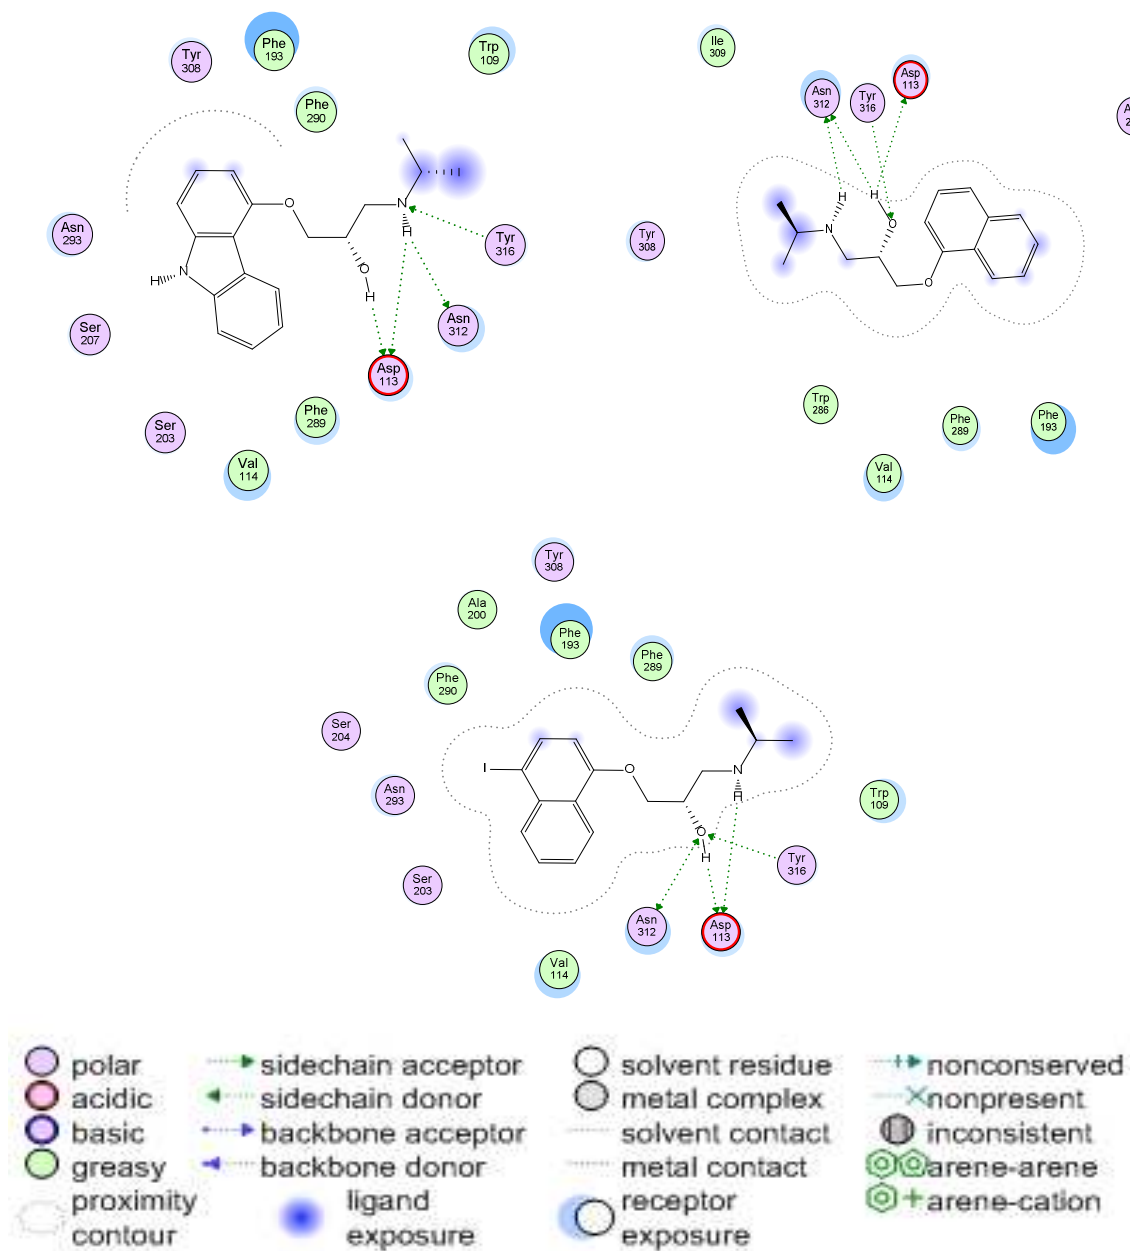 Tyr
308
Phe
193
Phe
290
Trp
109
Asn
293
Ser
207
Ser
203
Val
114
Phe
289
Asp
113
Asn
312
Tyr
316
O
N
H
O
H
N
H
I
Ile
309
Asn
312
Tyr
316
Asp
113
A
2
Tyr
308
H
H
N
O
O
Trp
286
Val
114
Phe
289
Phe
193
Tyr
308
Ala
200
Phe
193
Phe
289
Phe
290
Ser
204
Asn
293
Ser
203
Val
114
Asn
312
Asp
113
Tyr
316
Trp
109
I
O
N
H
O
H
polar
sidechain acceptor
solvent residue
nonconserved
acidic
sidechain donor
metal complex
nonpresent
basic
backbone acceptor
solvent contact
inconsistent
greasy
backbone donor
metal contact
arene-arene
proximity
contour
ligand
exposure
receptor
exposure
arene-cation